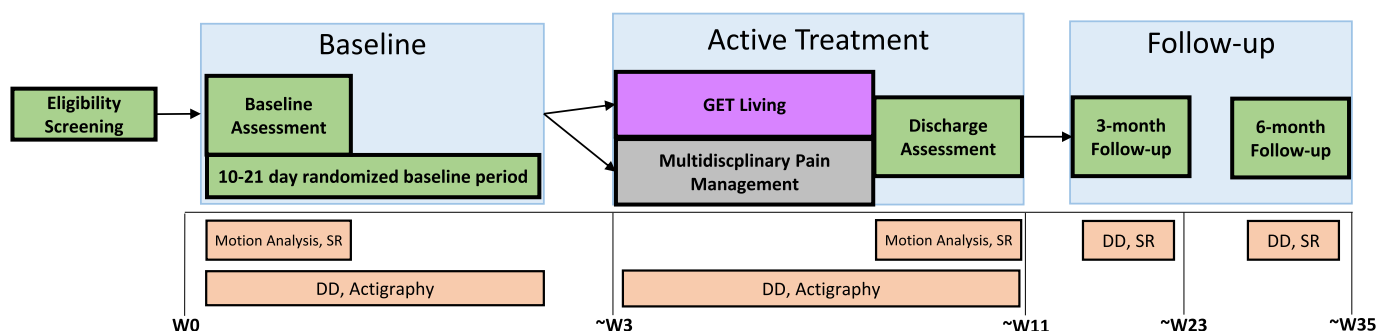 Baseline
Active Treatment
Follow-up
Eligibility
Screening
Baseline
Assessment
10-21 day randomized baseline period
GET Living
Multidiscplinary Pain
Management
Discharge
Assessment
3-month
Follow-up
6-month
Follow-up
Motion Analysis, SR
Motion Analysis, SR
DD, SR
DD, SR
DD, Actigraphy
DD, Actigraphy
W0
~W3
~W11
~W23
~W35